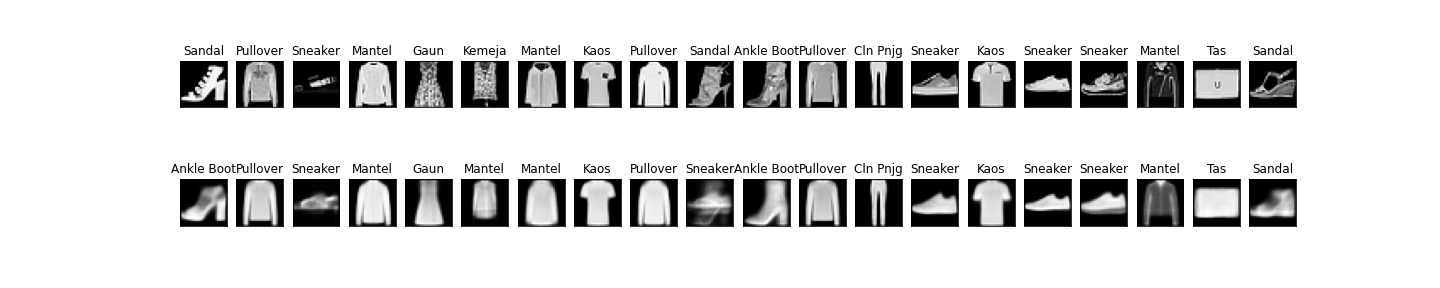 Sandal Pullover Sneaker Mantel Gaun Kemeja Mantel Kaos Pullover Sandal Ankle Boot Pullover Cln Pnjg Sneaker Kaos Sneaker Sneaker Mantel Tas Sandal
U
Ankle Boot Pullover Sneaker Mantel Gaun Mantel Mantel Kaos Pullover Sneaker Ankle Boot Pullover Cln Pnjg Sneaker Kaos Sneaker Sneaker Mantel Tas Sandal